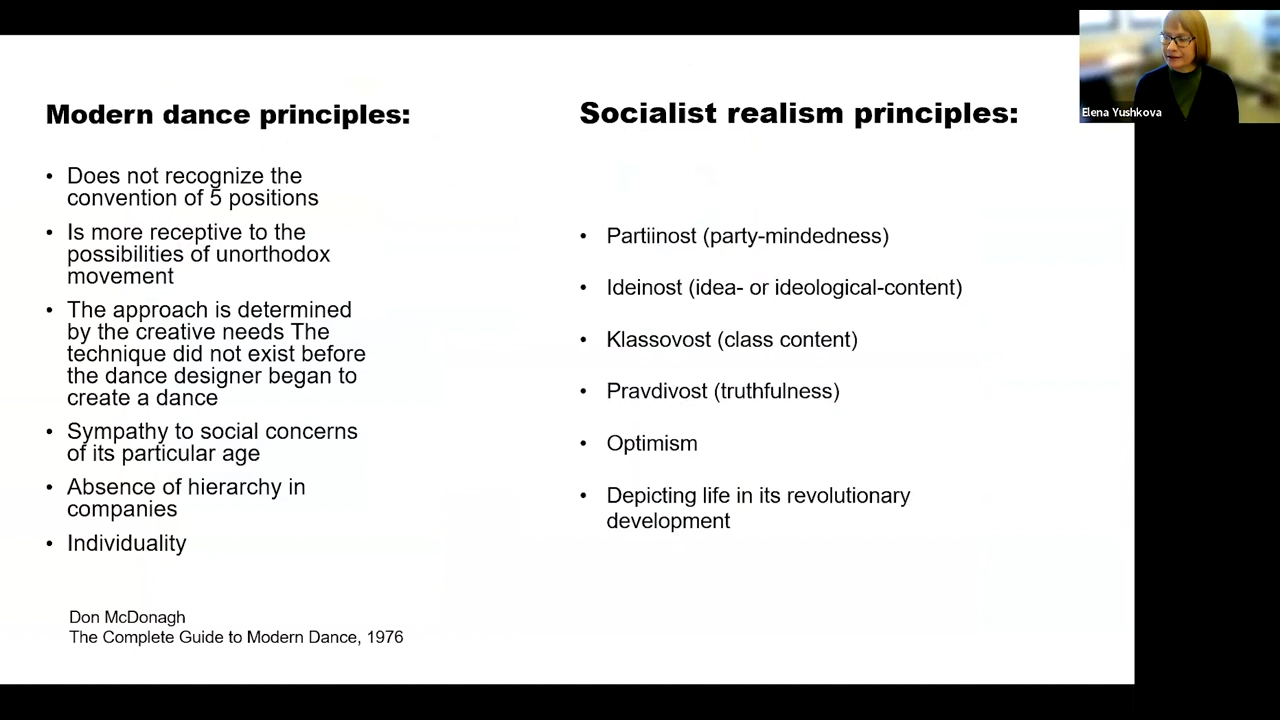 Modern dance principles:
• Does not recognize the
convention of 5 positions
• Is more receptive to the
possibilities of unorthodox
movement
• The approach is determined
by the creative needs The
technique did not exist before
the dance designer began to
create a dance
• Sympathy to social concerns
of its particular age
• Absence of hierarchy in
companies
• Individuality
Don McDonagh
The Complete Guide to Modern Dance, 1976
Socialist realism principles:
• Partiinost (party-mindedness)
• Ideinost (idea- or ideological-content)
• Klassovost (class content)
• Pravdivost (truthfulness)
• Optimism
• Depicting life in its revolutionary
development
Elena Yushkova